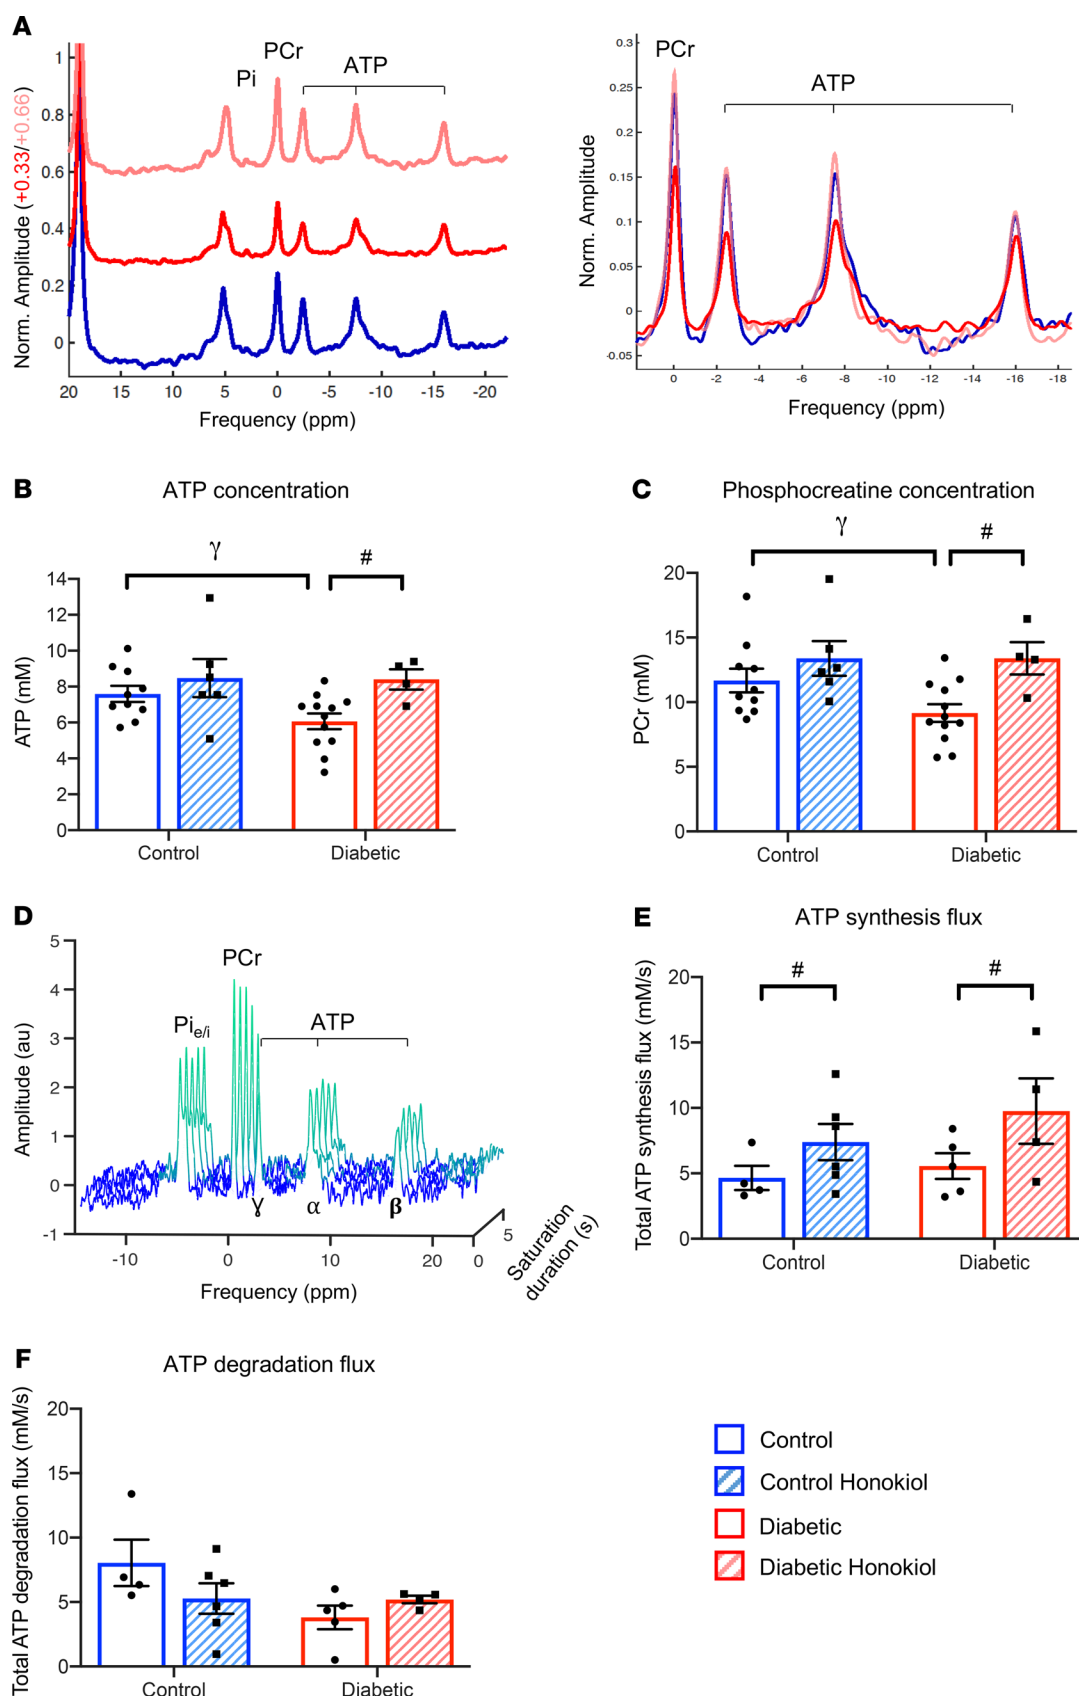 A
PCr
Pi
ATP
Norm. Amplitude (+0.33/+0.66)
1
0.8
0.6
0.4
0.2
0
20 15 10 5 0 -5 -10 -15 -20
Frequency (ppm)
PCr
ATP
Norm. Amplitude
0.3
0.25
0.2
0.15
0.1
0.05
0
-0.05
0 -2 -4 -6 -8 -10 -12 -14 -16 -18
Frequency (ppm)
B
ATP concentration
γ
#
ATP (mM)
14
12
10
8
6
4
2
0
Control Diabetic
C
Phosphocreatine concentration
γ
#
PCr (mM)
20
15
10
5
0
Control Diabetic
D
PCr
Pi e/i
ATP
Amplitude (au)
5
4
3
2
1
0
-1
γ α β
-10 0 10 20
0 5
Frequency (ppm)
Saturation
duration (s)
E
ATP synthesis flux
# #
Total ATP synthesis flux (mM/s)
20
15
10
5
0
Control Diabetic
F
ATP degradation flux
Total ATP degradation flux (mM/s)
20
15
10
5
0
Control Diabetic
Control
Control Honokiol
Diabetic
Diabetic Honokiol